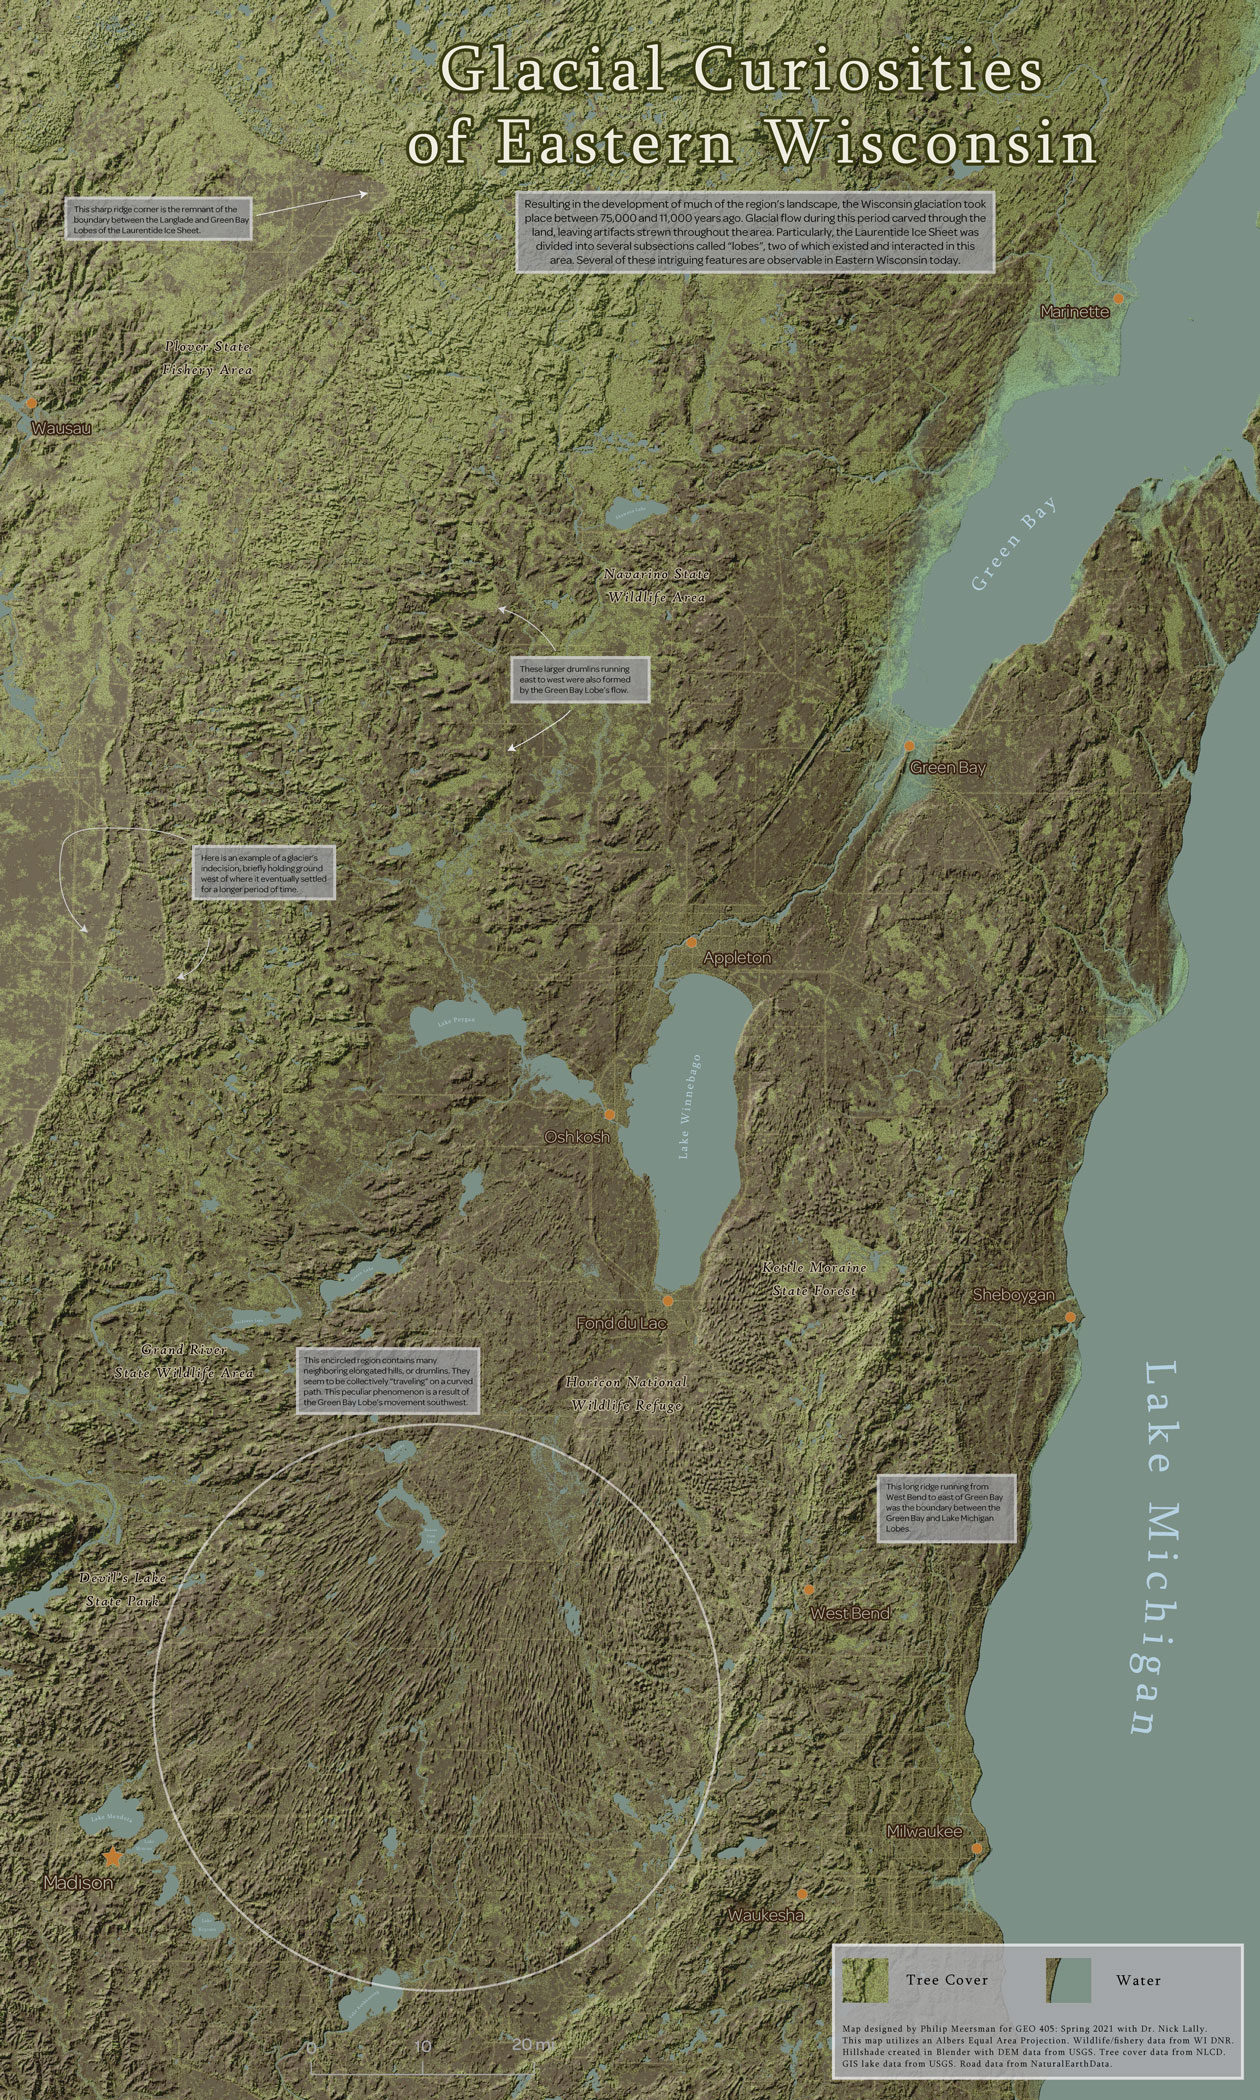 Glacial Curiosities
of Eastern Wisconsin
This sharp ridge corner is the remnant of the
boundary between the Langlade and Green Bay
Lobes of the Laurentide Ice Sheet.
Resulting in the development of much of the region's landscape, the Wisconsin glaciation took
place between 75,000 and 11,000 years ago. Glacial flow during this period carved through the
land, leaving artifacts strewn throughout the area. Particularly, the Laurentide Ice Sheet was
divided into several subsections called "lobes", two of which existed and interacted in this
area. Several of these intriguing features are observable in Eastern Wisconsin today.
Marinette
Plover State
Fishery Area
Wausau
Green Bay
Shawano Lake
Navarino State
Wildlife Area
These larger drumlins running
east to west were also formed
by the Green Bay Lobe's flow.
Green Bay
Here is an example of a glacier's
indecision, briefly holding ground
west of where it eventually settled
for a longer period of time.
Appleton
Lake Poygan
Lake Winnebago
Oshkosh
Kettle Moraine
State Forest
Sheboygan
Fond du Lac
Grand River
State Wildlife Area
This encircled region contains many
neighboring elongated hills, or drumlins. They
seem to be collectively "traveling" on a curved
path. This peculiar phenomenon is a result of
the Green Bay Lobe's movement southwest.
Horicon National
Wildlife Refuge
Lake Michigan
This long ridge running from
West Bend to east of Green Bay
was the boundary between the
Green Bay and Lake Michigan
Lobes.
Devil's Lake
State Park
West Bend
Lake Mendota
Milwaukee
Madison
Waukesha
Tree Cover
Water
0 10 20 mi
Map designed by Philip Meersman for GEO 405: Spring 2021 with Dr. Nick Lally.
This map utilizes an Albers Equal Area Projection. Wildlife/fishery data from WI DNR.
Hillshade created in Blender with DEM data from USGS. Tree cover data from NLCD.
GIS lake data from USGS. Road data from NaturalEarthData.